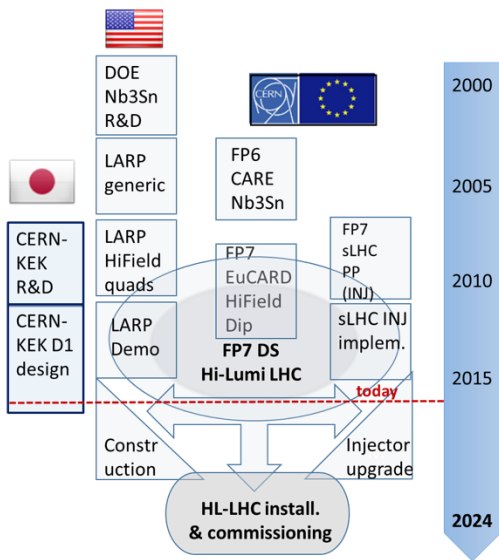 DOE
Nb3Sn
R&D
CERN
2000
LARP
generic
FP6
CARE
Nb3Sn
2005
CERN-
KEK
R&D
LARP
HiField
quads
FP7
EuCARD
HiField
Dip
FP7
sLHC
PP
(INJ)
2010
CERN-
KEK D1
design
LARP
Demo
FP7 DS
Hi-Lumi LHC
sLHC INJ
implem.
2015
today
Constr
uction
Injector
upgrade
HL-LHC install.
& commissioning
2024